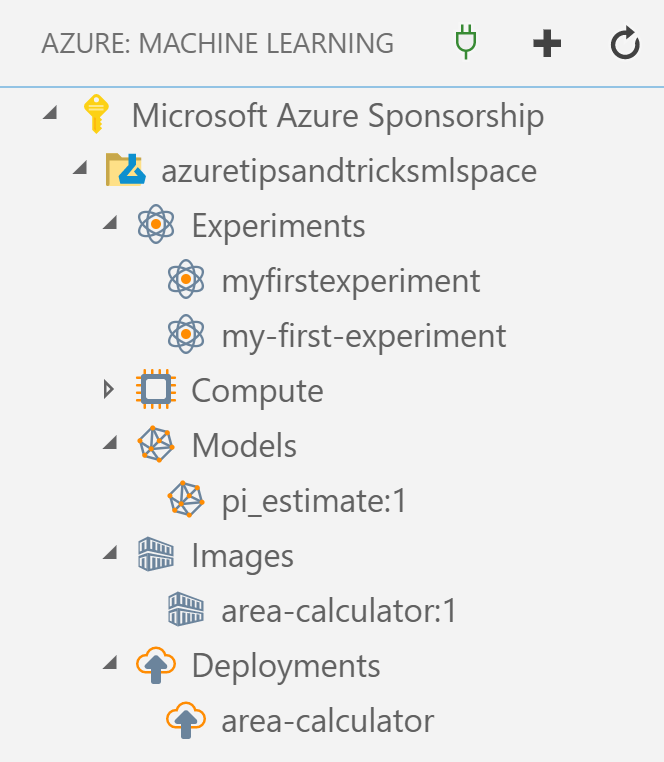 AZURE: MACHINE LEARNING
Microsoft Azure Sponsorship
azuretipsandtricksmlspace
Experiments
myfirstexperiment
my-first-experiment
Compute
Models
pi_estimate:1
Images
area-calculator:1
Deployments
area-calculator